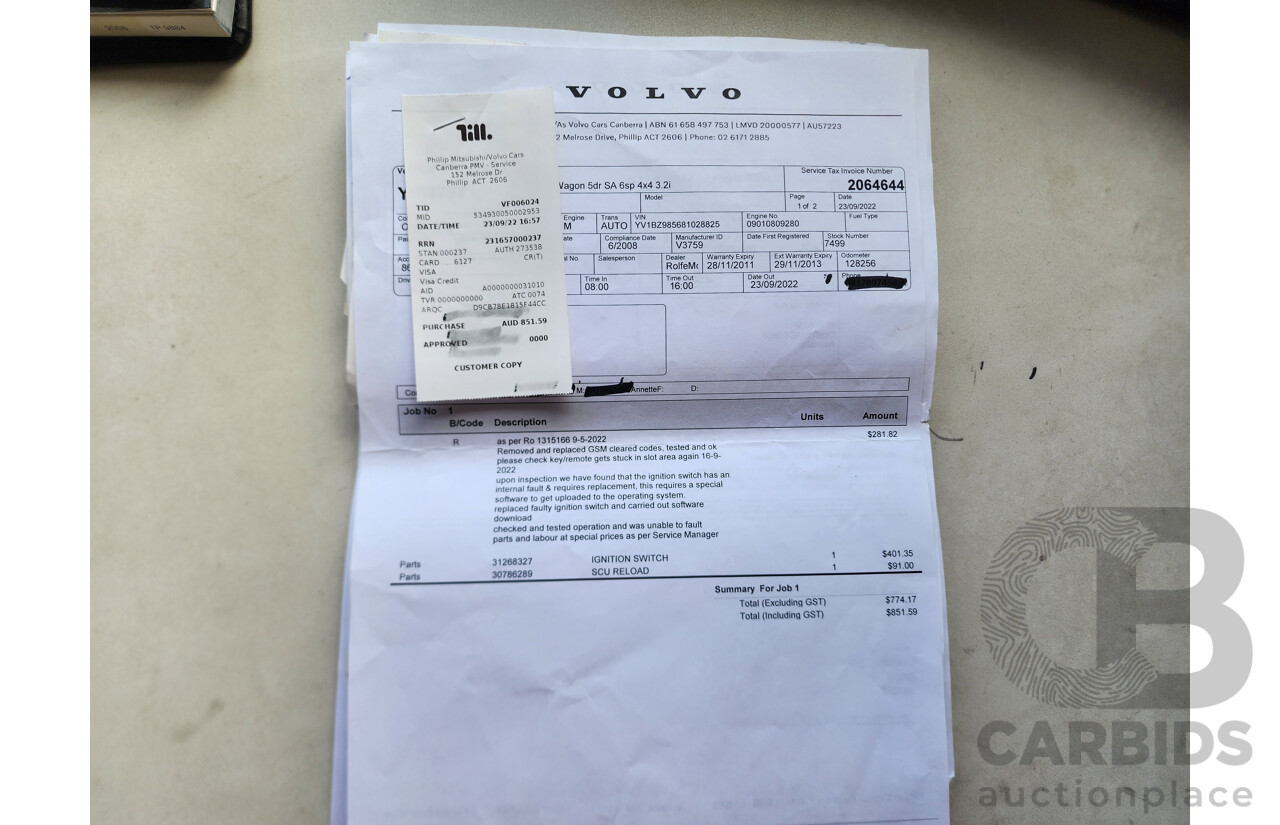 2008 TP 9884
VOLVO
/As Volvo Cars Canberra | ABN 61 658 497 753 | LMVD 20000577 | AU57223
2 Melrose Drive, Phillip ACT 2606 | Phone: 02 6171 2885
Till.
Phillip Mitsubishi/Volvo Cars
Canberra PMV - Service
152 Melrose Dr
Phillip ACT 2606
TID VF006024
MID 534930050002953
DATE/TIME 23/09/22 16:57
RRN 231657000237
STAN 000237 AUTH 273538
CARD 6127 CR(T)
VISA
Visa Credit
AID A0000000031010
TVR 0000000000 ATC 0074
ARQC D9CB78E1815F44CC
PURCHASE AUD 851.59
APPROVED 0000
CUSTOMER COPY
Service Tax Invoice Number
Wagon 5dr SA 6sp 4x4 3.2i 2064644
Model Page Date
1 of 2 23/09/2022
Engine Trans VIN Engine No. Fuel Type
M AUTO YV1BZ985681028825 09010809280
Compliance Date Manufacturer ID Date First Registered Stock Number
6/2008 V3759 7499
al No. Salesperson Dealer Warranty Expiry Ext Warranty Expiry Odometer
RolfeMc 28/11/2011 29/11/2013 128256
Time In Time Out Date Out Phone
08:00 16:00 23/09/2022
Co M: AnnetteF: D:
Job No 1
B/Code Description Units Amount
R as per Ro 1315166 9-5-2022 $281.82
Removed and replaced GSM cleared codes, tested and ok
please check key/remote gets stuck in slot area again 16-9-
2022
upon inspection we have found that the ignition switch has an
internal fault & requires replacement, this requires a special
software to get uploaded to the operating system.
replaced faulty ignition switch and carried out software
download
checked and tested operation and was unable to fault
parts and labour at special prices as per Service Manager
Parts 31268327 IGNITION SWITCH 1 $401.35
Parts 30786289 SCU RELOAD 1 $91.00
Summary For Job 1
Total (Excluding GST) $774.17
Total (Including GST) $851.59
CB
CARBIDS
auctionplace